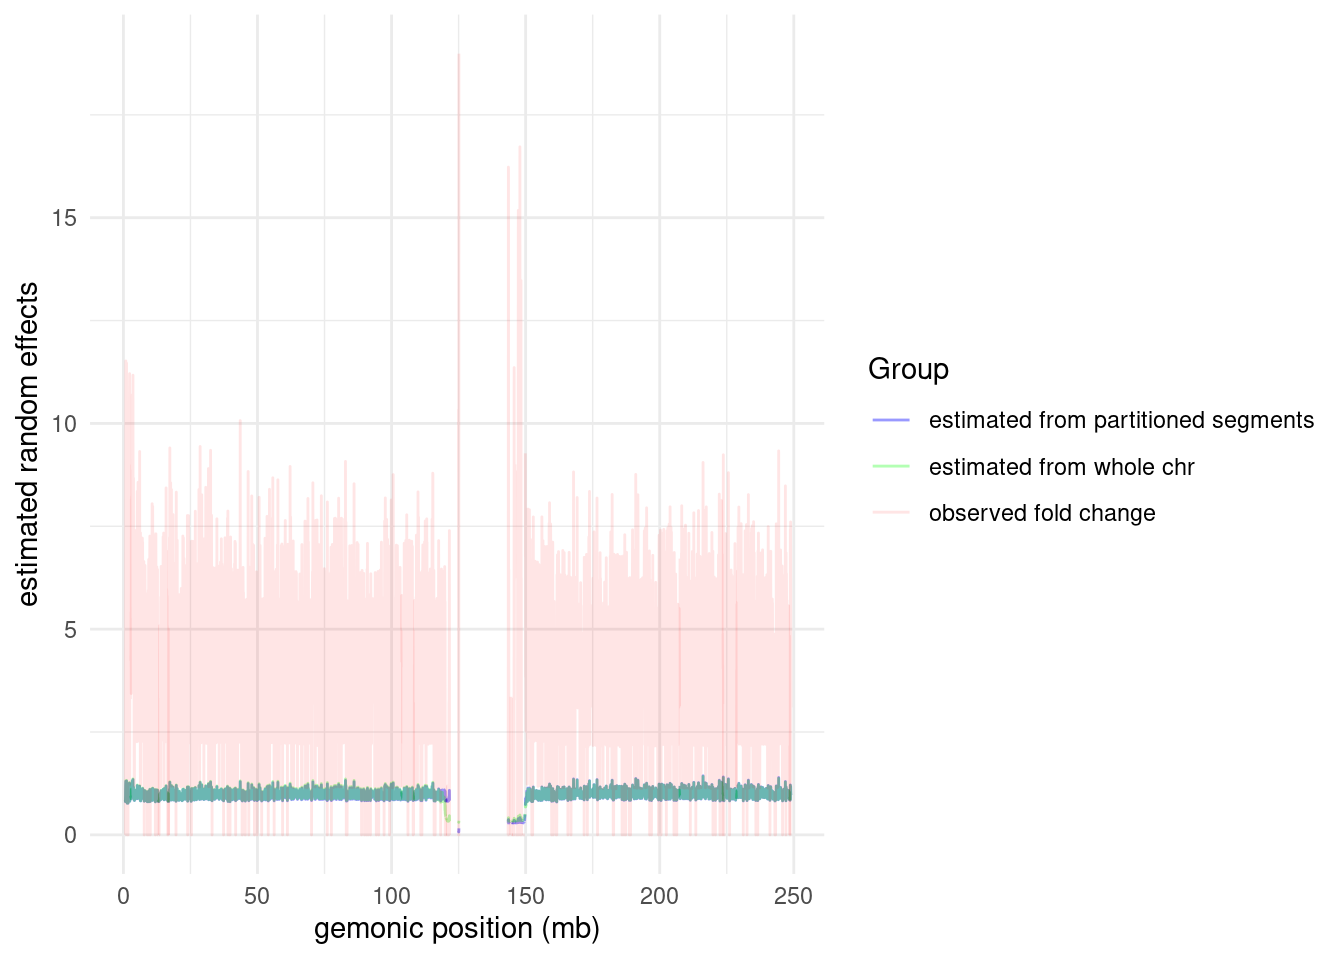 estimated random effects
15
10
5
0
0
50
100
150
200
250
gemonic position (mb)
Group
estimated from partitioned segments
estimated from whole chr
observed fold change